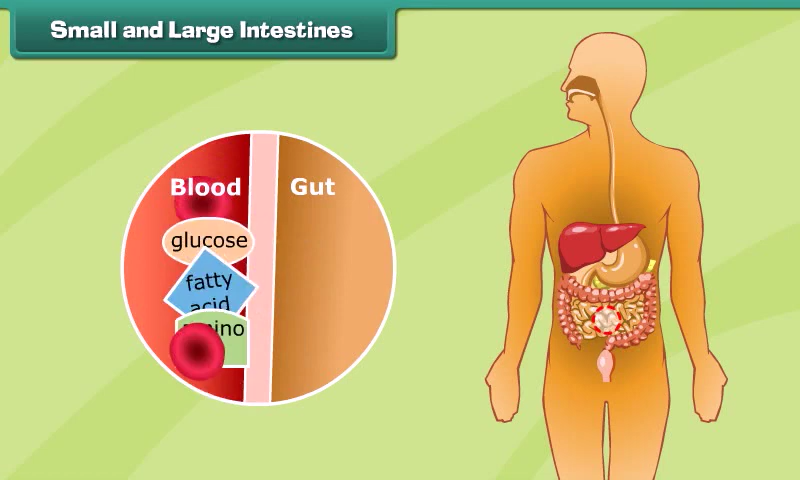 Small and Large Intestines
Blood Gut
glucose
fatty
acid